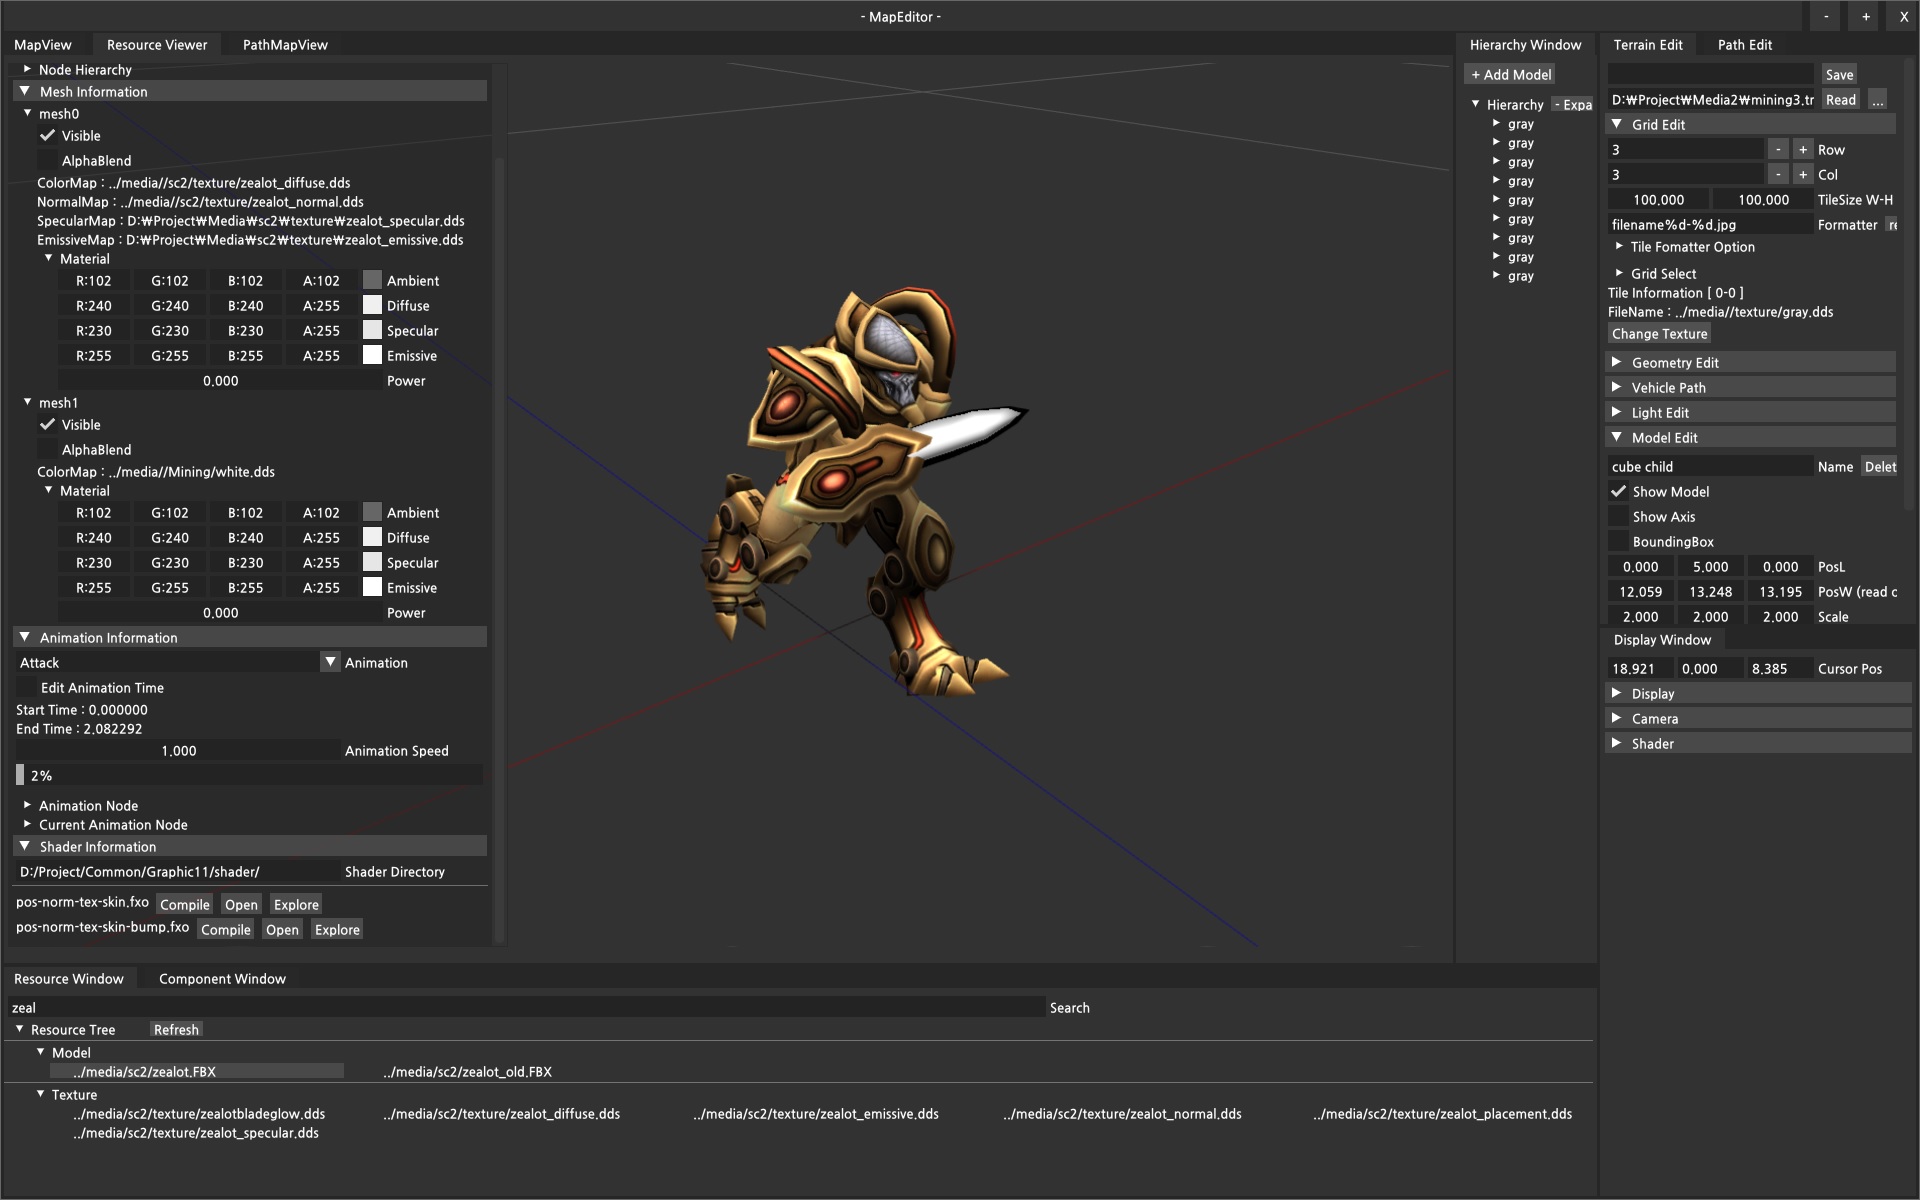 - MapEditor -
- + X
MapView Resource Viewer PathMapView
Node Hierarchy
Mesh Information
mesh0
Visible
AlphaBlend
ColorMap : ../media//sc2/texture/zealot_diffuse.dds
NormalMap : ../media//sc2/texture/zealot_normal.dds
SpecularMap : D:₩Project₩Media₩sc2₩texture₩zealot_specular.dds
EmissiveMap : D:₩Project₩Media₩sc2₩texture₩zealot_emissive.dds
Material
R:102 G:102 B:102 A:102 Ambient
R:240 G:240 B:240 A:255 Diffuse
R:230 G:230 B:230 A:255 Specular
R:255 G:255 B:255 A:255 Emissive
0.000 Power
mesh1
Visible
AlphaBlend
ColorMap : ../media//Mining/white.dds
Material
R:102 G:102 B:102 A:102 Ambient
R:240 G:240 B:240 A:255 Diffuse
R:230 G:230 B:230 A:255 Specular
R:255 G:255 B:255 A:255 Emissive
0.000 Power
Animation Information
Attack Animation
Edit Animation Time
Start Time : 0.000000
End Time : 2.082292
1.000 Animation Speed
2%
Animation Node
Current Animation Node
Shader Information
D:/Project/Common/Graphic11/shader/ Shader Directory
pos-norm-tex-skin.fxo Compile Open Explore
pos-norm-tex-skin-bump.fxo Compile Open Explore
Hierarchy Window
+ Add Model
Hierarchy - Expa
gray
gray
gray
gray
gray
gray
gray
gray
gray
Terrain Edit Path Edit
Save
D:₩Project₩Media2₩mining3.tr Read ...
Grid Edit
3 - + Row
3 - + Col
100.000 100.000 TileSize W-H
filename%d-%d.jpg Formatter re
Tile Fomatter Option
Grid Select
Tile Information [ 0-0 ]
FileName : ../media//texture/gray.dds
Change Texture
Geometry Edit
Vehicle Path
Light Edit
Model Edit
cube child Name Delet
Show Model
Show Axis
BoundingBox
0.000 5.000 0.000 PosL
12.059 13.248 13.195 PosW (read c
2.000 2.000 2.000 Scale
Display Window
18.921 0.000 8.385 Cursor Pos
Display
Camera
Shader
Resource Window Component Window
zeal Search
Resource Tree Refresh
Model
../media/sc2/zealot.FBX ../media/sc2/zealot_old.FBX
Texture
../media/sc2/texture/zealotbladeglow.dds ../media/sc2/texture/zealot_diffuse.dds ../media/sc2/texture/zealot_emissive.dds ../media/sc2/texture/zealot_normal.dds ../media/sc2/texture/zealot_placement.dds
../media/sc2/texture/zealot_specular.dds